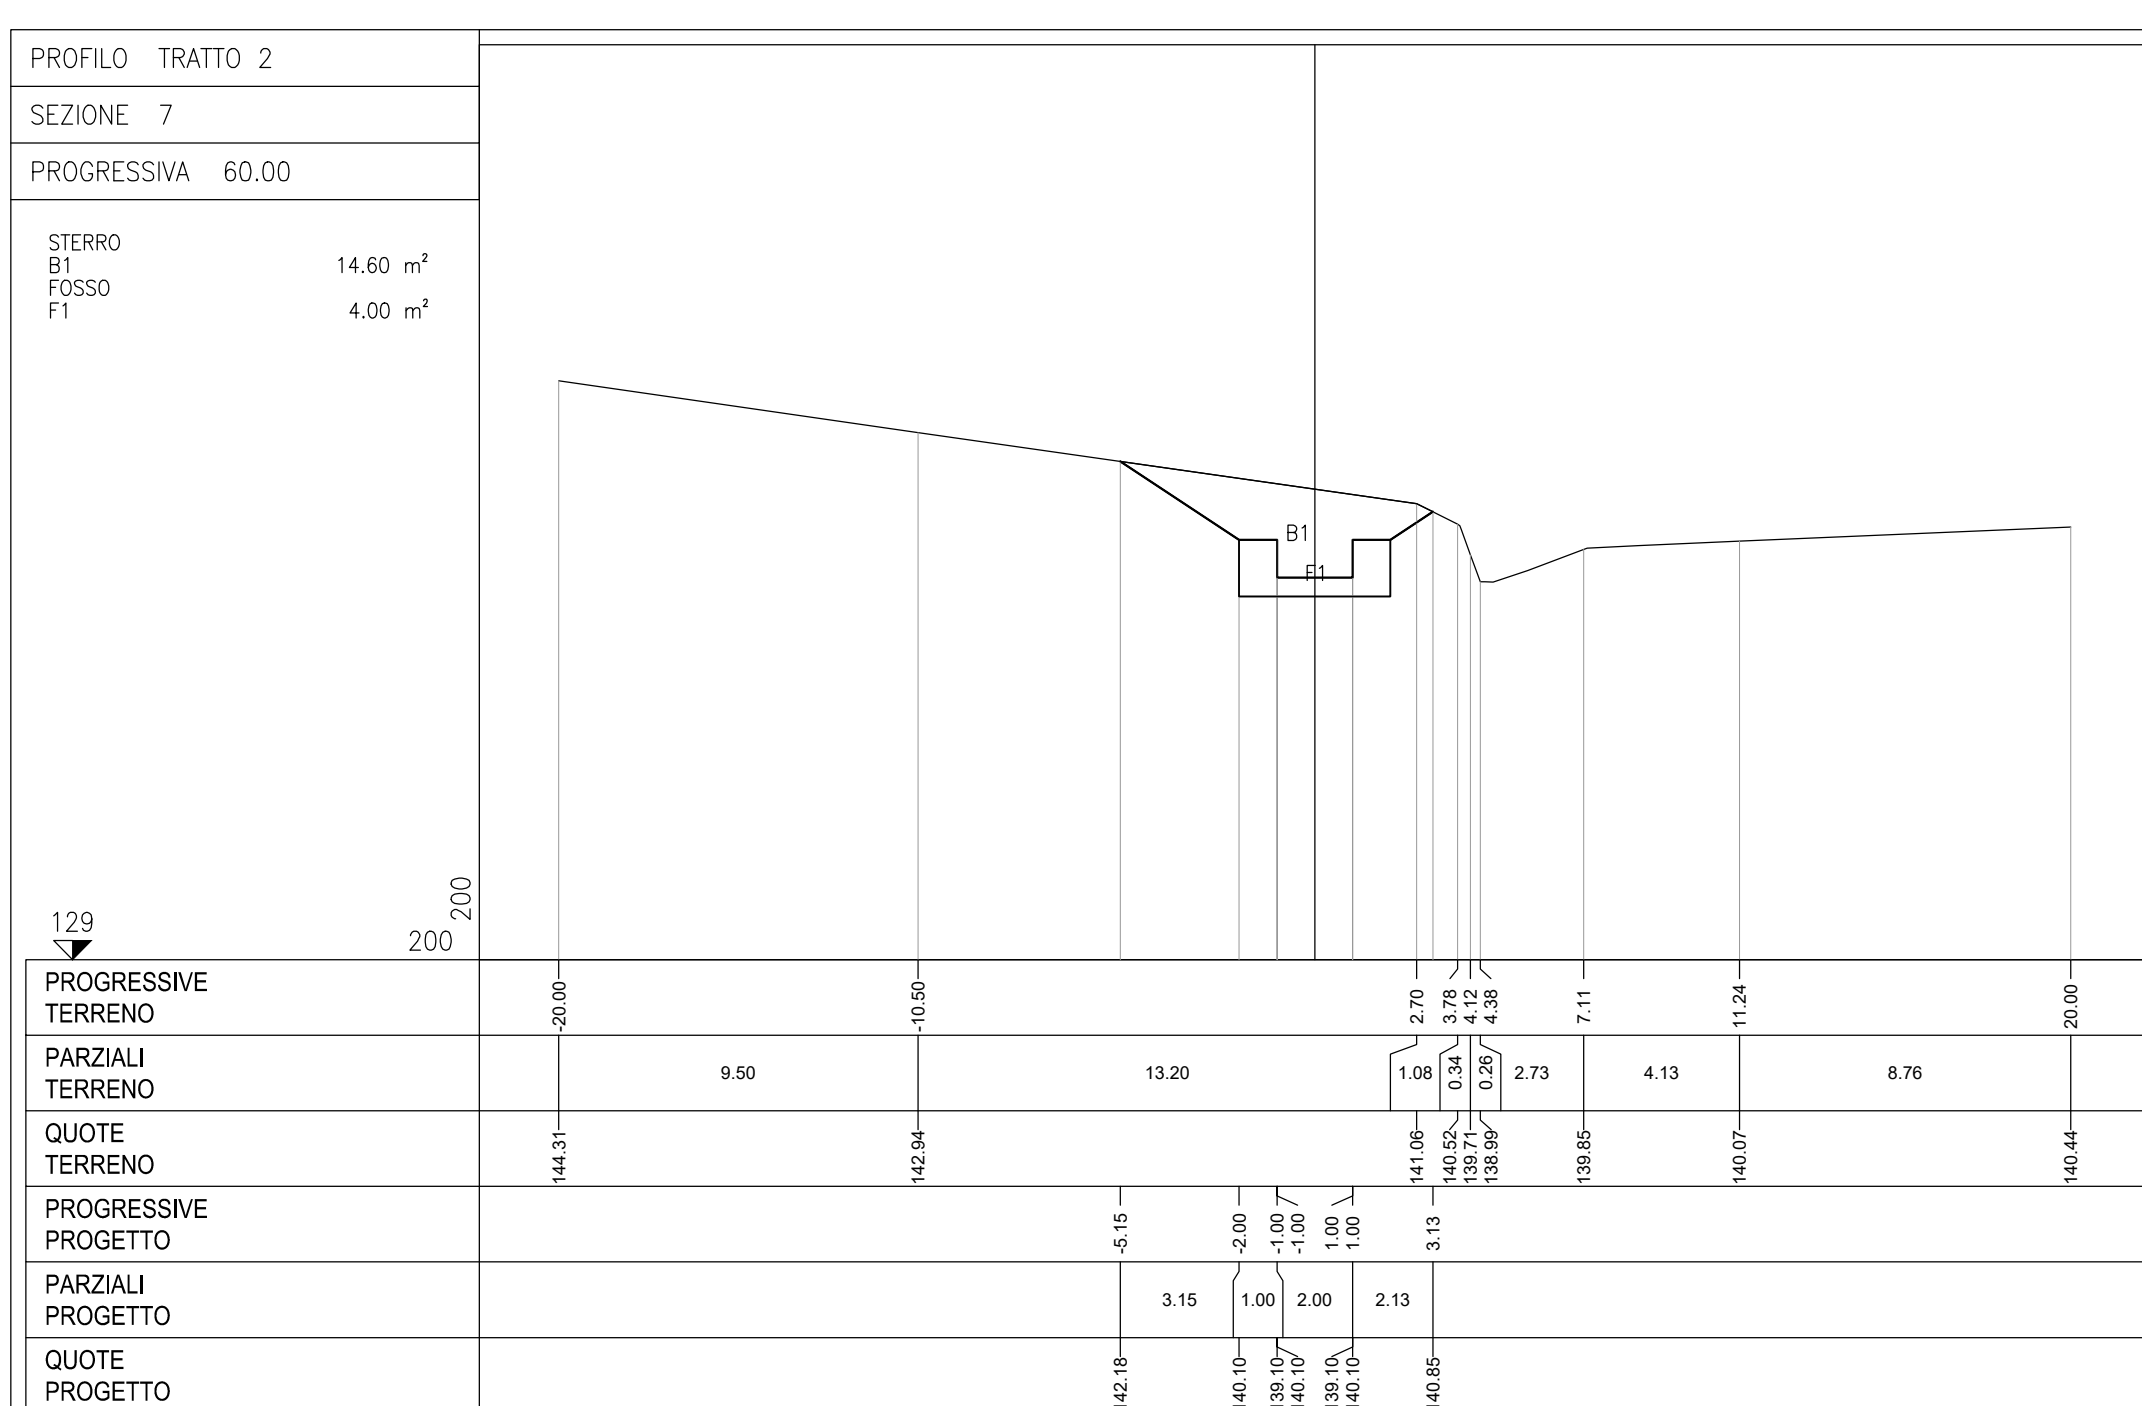 PROFILO TRATTO 2
SEZIONE 7
PROGRESSIVA 60.00
STERRO
B1 14.60 m²
FOSSO
F1 4.00 m²
B1
F1
129
200
200
PROGRESSIVE
TERRENO
-20.00 -10.50 2.70 3.78 4.12 4.38 7.11 11.24 20.00
PARZIALI
TERRENO
9.50 13.20 1.08 0.34 0.26 2.73 4.13 8.76
QUOTE
TERRENO
144.31 142.94 141.06 140.52 139.71 138.99 139.85 140.07 140.44
PROGRESSIVE
PROGETTO
-5.15 -2.00 -1.00 -1.00 1.00 1.00 3.13
PARZIALI
PROGETTO
3.15 1.00 2.00 2.13
QUOTE
PROGETTO
142.18 140.10 139.10 140.10 139.10 140.10 140.85